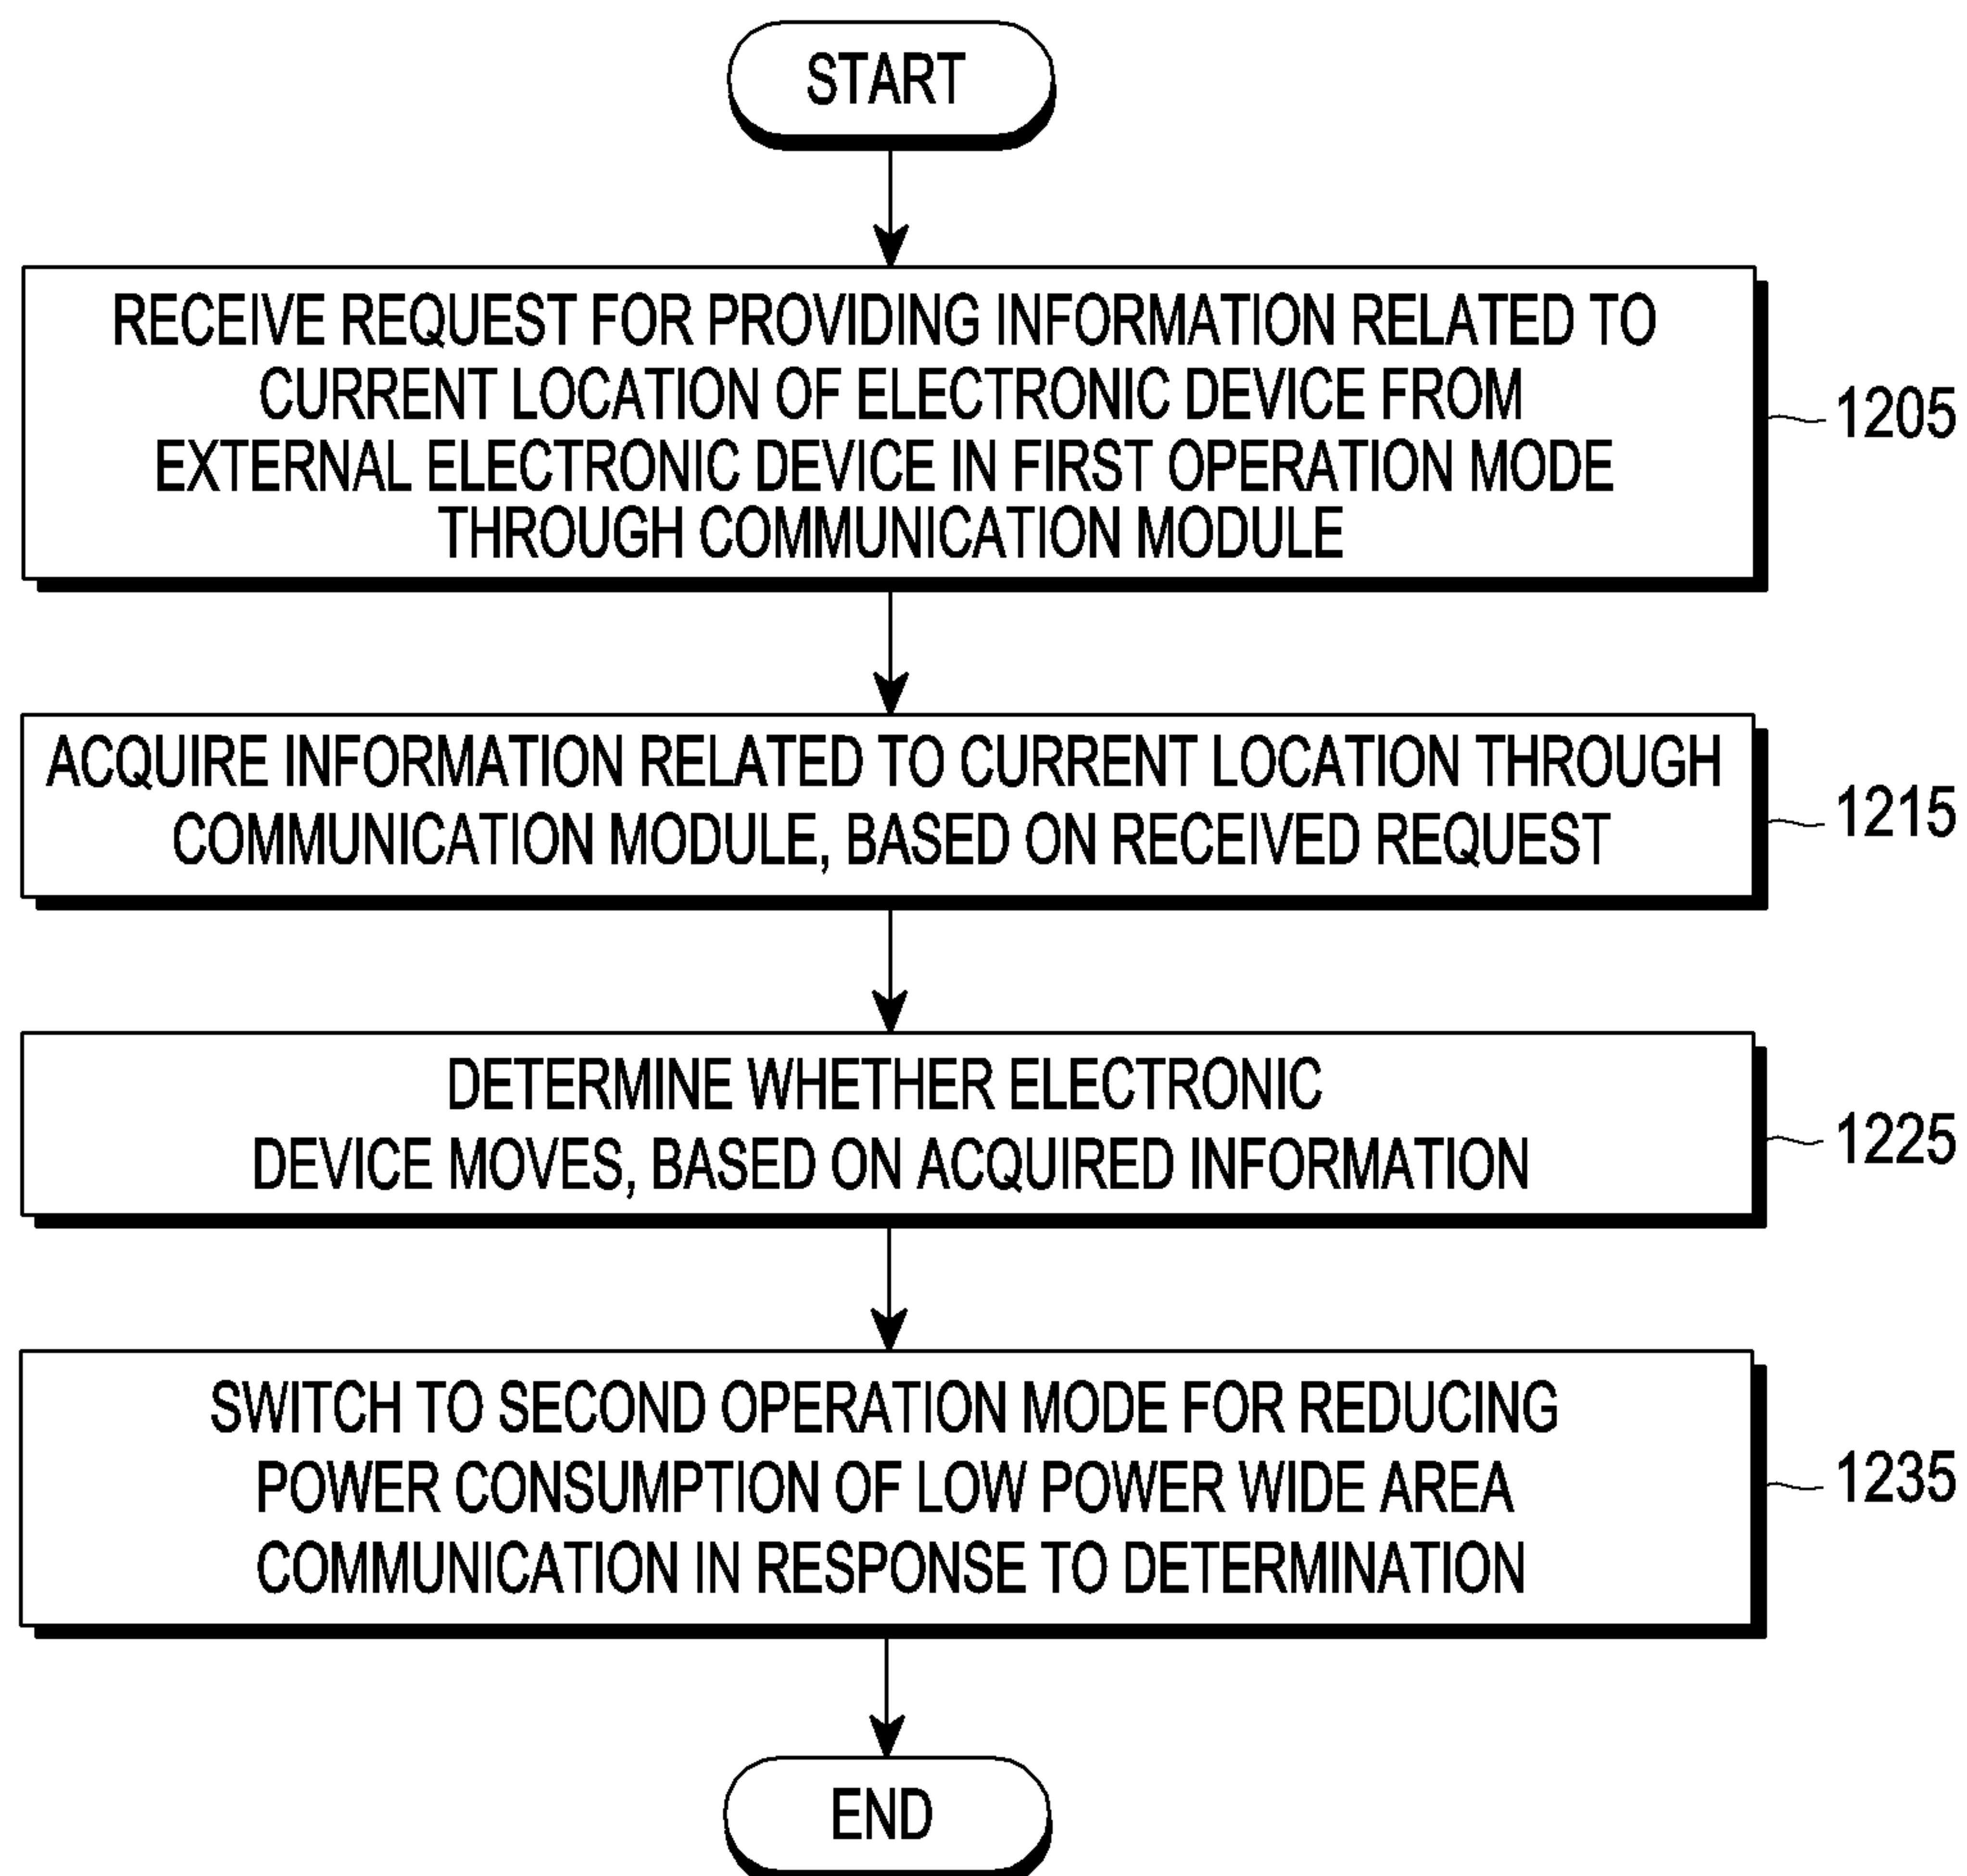 START
RECEIVE REQUEST FOR PROVIDING INFORMATION RELATED TO
CURRENT LOCATION OF ELECTRONIC DEVICE FROM
EXTERNAL ELECTRONIC DEVICE IN FIRST OPERATION MODE
THROUGH COMMUNICATION MODULE
1205
ACQUIRE INFORMATION RELATED TO CURRENT LOCATION THROUGH
COMMUNICATION MODULE, BASED ON RECEIVED REQUEST
1215
DETERMINE WHETHER ELECTRONIC
DEVICE MOVES, BASED ON ACQUIRED INFORMATION
1225
SWITCH TO SECOND OPERATION MODE FOR REDUCING
POWER CONSUMPTION OF LOW POWER WIDE AREA
COMMUNICATION IN RESPONSE TO DETERMINATION
1235
END